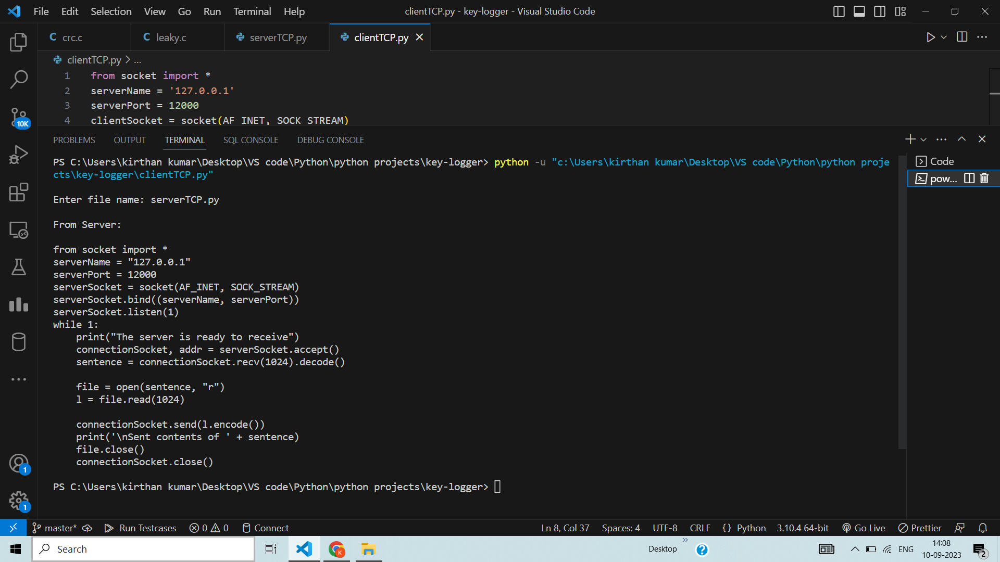 File Edit Selection View Go Run Terminal Help
clientTCP.py - key-logger - Visual Studio Code
C crc.c
C leaky.c
serverTCP.py
clientTCP.py
clientTCP.py > ...
1 from socket import *
2 serverName = '127.0.0.1'
3 serverPort = 12000
4 clientSocket = socket(AF_INET, SOCK_STREAM)
10K
PROBLEMS OUTPUT TERMINAL SQL CONSOLE DEBUG CONSOLE
PS C:\Users\kirthan kumar\Desktop\VS code\Python\python projects\key-logger> python -u "c:\Users\kirthan kumar\Desktop\VS code\Python\python proje
cts\key-logger\clientTCP.py"
Enter file name: serverTCP.py
From Server:
from socket import *
serverName = "127.0.0.1"
serverPort = 12000
serverSocket = socket(AF_INET, SOCK_STREAM)
serverSocket.bind((serverName, serverPort))
serverSocket.listen(1)
while 1:
    print("The server is ready to receive")
    connectionSocket, addr = serverSocket.accept()
    sentence = connectionSocket.recv(1024).decode()
    file = open(sentence, "r")
    l = file.read(1024)
    connectionSocket.send(l.encode())
    print('\nSent contents of ' + sentence)
    file.close()
    connectionSocket.close()
PS C:\Users\kirthan kumar\Desktop\VS code\Python\python projects\key-logger>
Code
pow...
1
1
master* Run Testcases 0 0 Connect
Ln 8, Col 37 Spaces: 4 UTF-8 CRLF {} Python 3.10.4 64-bit Go Live Prettier
Search
K
Desktop
»
?
ENG
14:08
10-09-2023
2